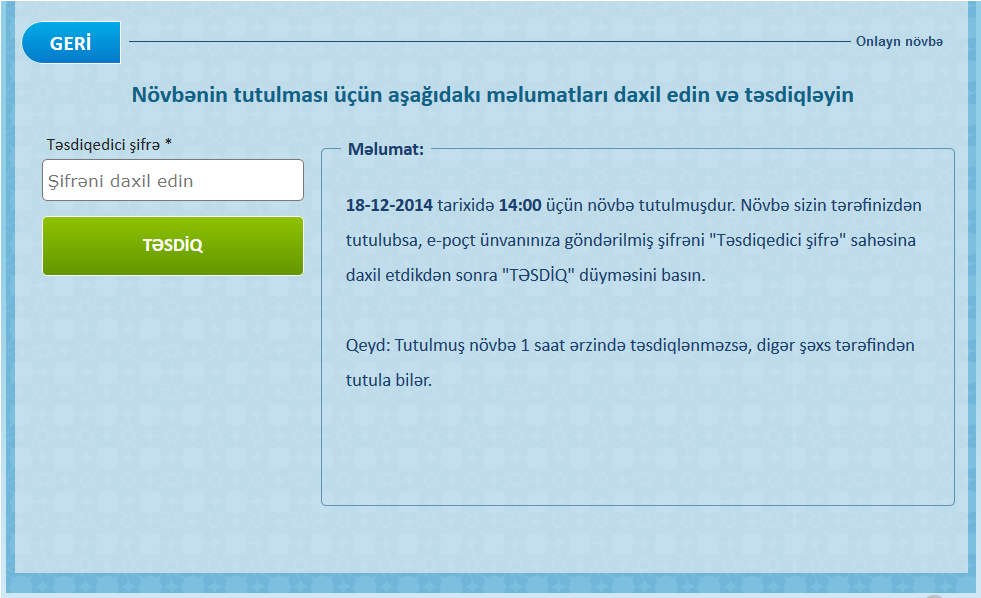 GERİ
Onlayn növbə
Növbənin tutulması üçün aşağıdakı məlumatları daxil edin və təsdiqləyin
Təsdiqedici şifrə *
Şifrəni daxil edin
TƏSDİQ
Məlumat:
18-12-2014 tarixidə 14:00 üçün növbə tutulmuşdur. Növbə sizin tərəfinizdən
tutulubsa, e-poçt ünvanınıza göndərilmiş şifrəni "Təsdiqedici şifrə" sahəsina
daxil etdikdən sonra "TƏSDİQ" düyməsini basın.
Qeyd: Tutulmuş növbə 1 saat ərzində təsdiqlənməzsə, digər şəxs tərəfindən
tutula bilər.